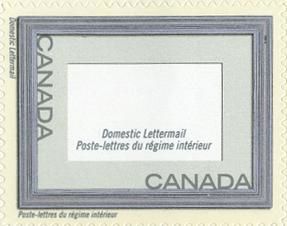 Domestic Lettermail
CANADA
Domestic Lettermail
Poste-lettres du régime intérieur
CANADA
Poste-lettres du régime intérieur